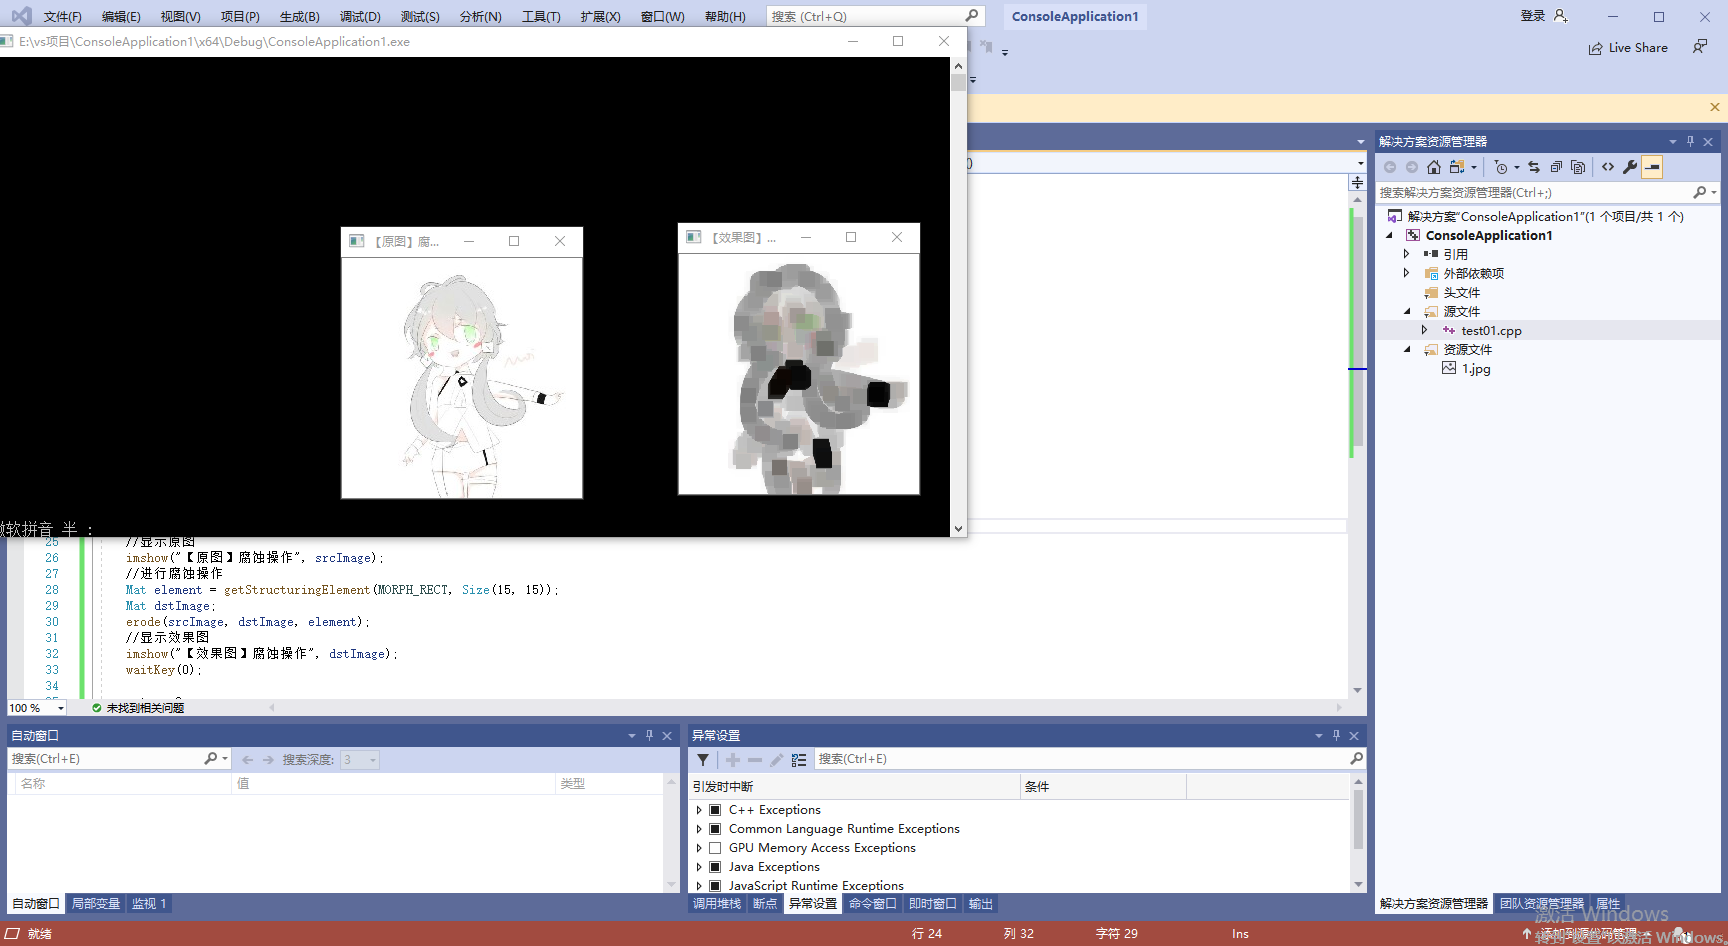 文件(F) 编辑(E) 视图(V) 项目(P) 生成(B) 调试(D) 测试(S) 分析(N) 工具(T) 扩展(X) 窗口(W) 帮助(H) 搜索 (Ctrl+Q) ConsoleApplication1 登录
E:\vs项目\ConsoleApplication1\x64\Debug\ConsoleApplication1.exe
Live Share
【原图】腐...
【效果图】...
软拼音 半 :
25 //显示原图
26 imshow("【原图】腐蚀操作", srcImage);
27 //进行腐蚀操作
28 Mat element = getStructuringElement(MORPH_RECT, Size(15, 15));
29 Mat dstImage;
30 erode(srcImage, dstImage, element);
31 //显示效果图
32 imshow("【效果图】腐蚀操作", dstImage);
33 waitKey(0);
34
100 % 未找到相关问题
解决方案资源管理器
搜索解决方案资源管理器(Ctrl+;)
解决方案"ConsoleApplication1"(1 个项目/共 1 个)
ConsoleApplication1
引用
外部依赖项
头文件
源文件
test01.cpp
资源文件
1.jpg
自动窗口
搜索(Ctrl+E) 搜索深度: 3
名称 值 类型
自动窗口 局部变量 监视 1
异常设置
搜索(Ctrl+E)
引发时中断 条件
C++ Exceptions
Common Language Runtime Exceptions
GPU Memory Access Exceptions
Java Exceptions
JavaScript Runtime Exceptions
调用堆栈 断点 异常设置 命令窗口 即时窗口 输出
解决方案资源管理器 团队资源管理器 属性
激活 Windows
转到"设置"以激活 Windows。
就绪 行 24 列 32 字符 29 Ins 添加到源代码管理